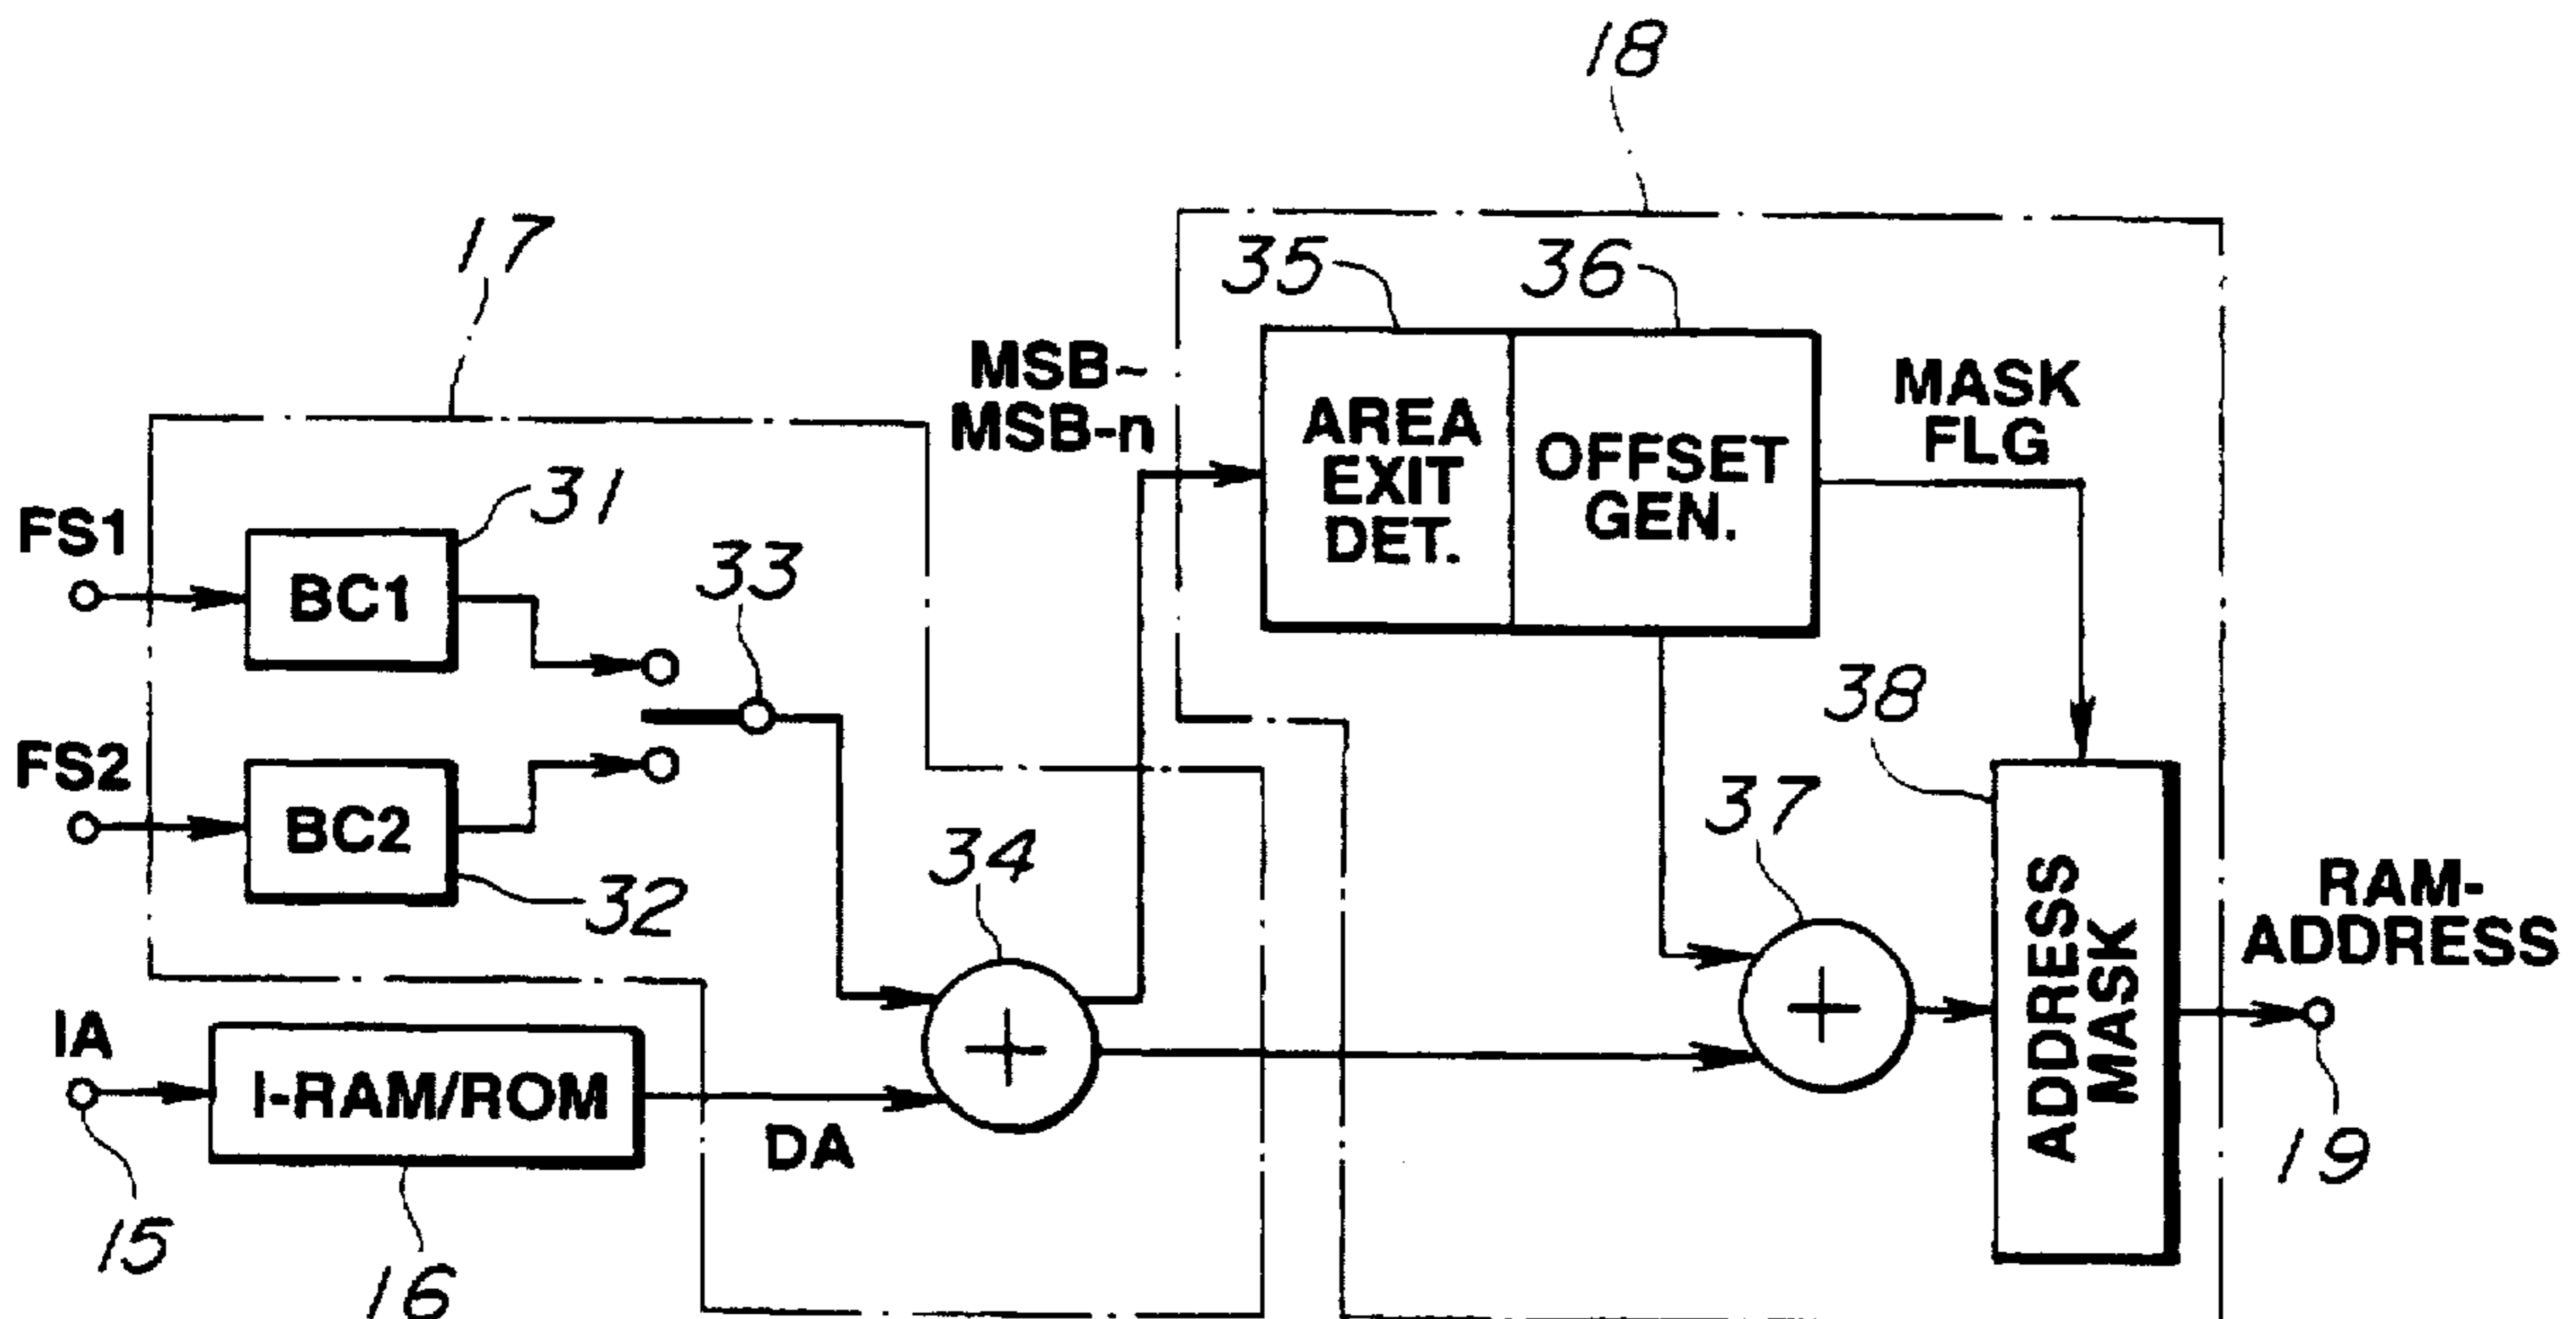 18
17
35
36
MSB~
MSB-n
AREA
EXIT
DET.
OFFSET
GEN.
MASK
FLG
FS1
BC1
31
33
FS2
BC2
32
34
37
38
ADDRESS
MASK
RAM-
ADDRESS
IA
I-RAM/ROM
DA
15
16
19